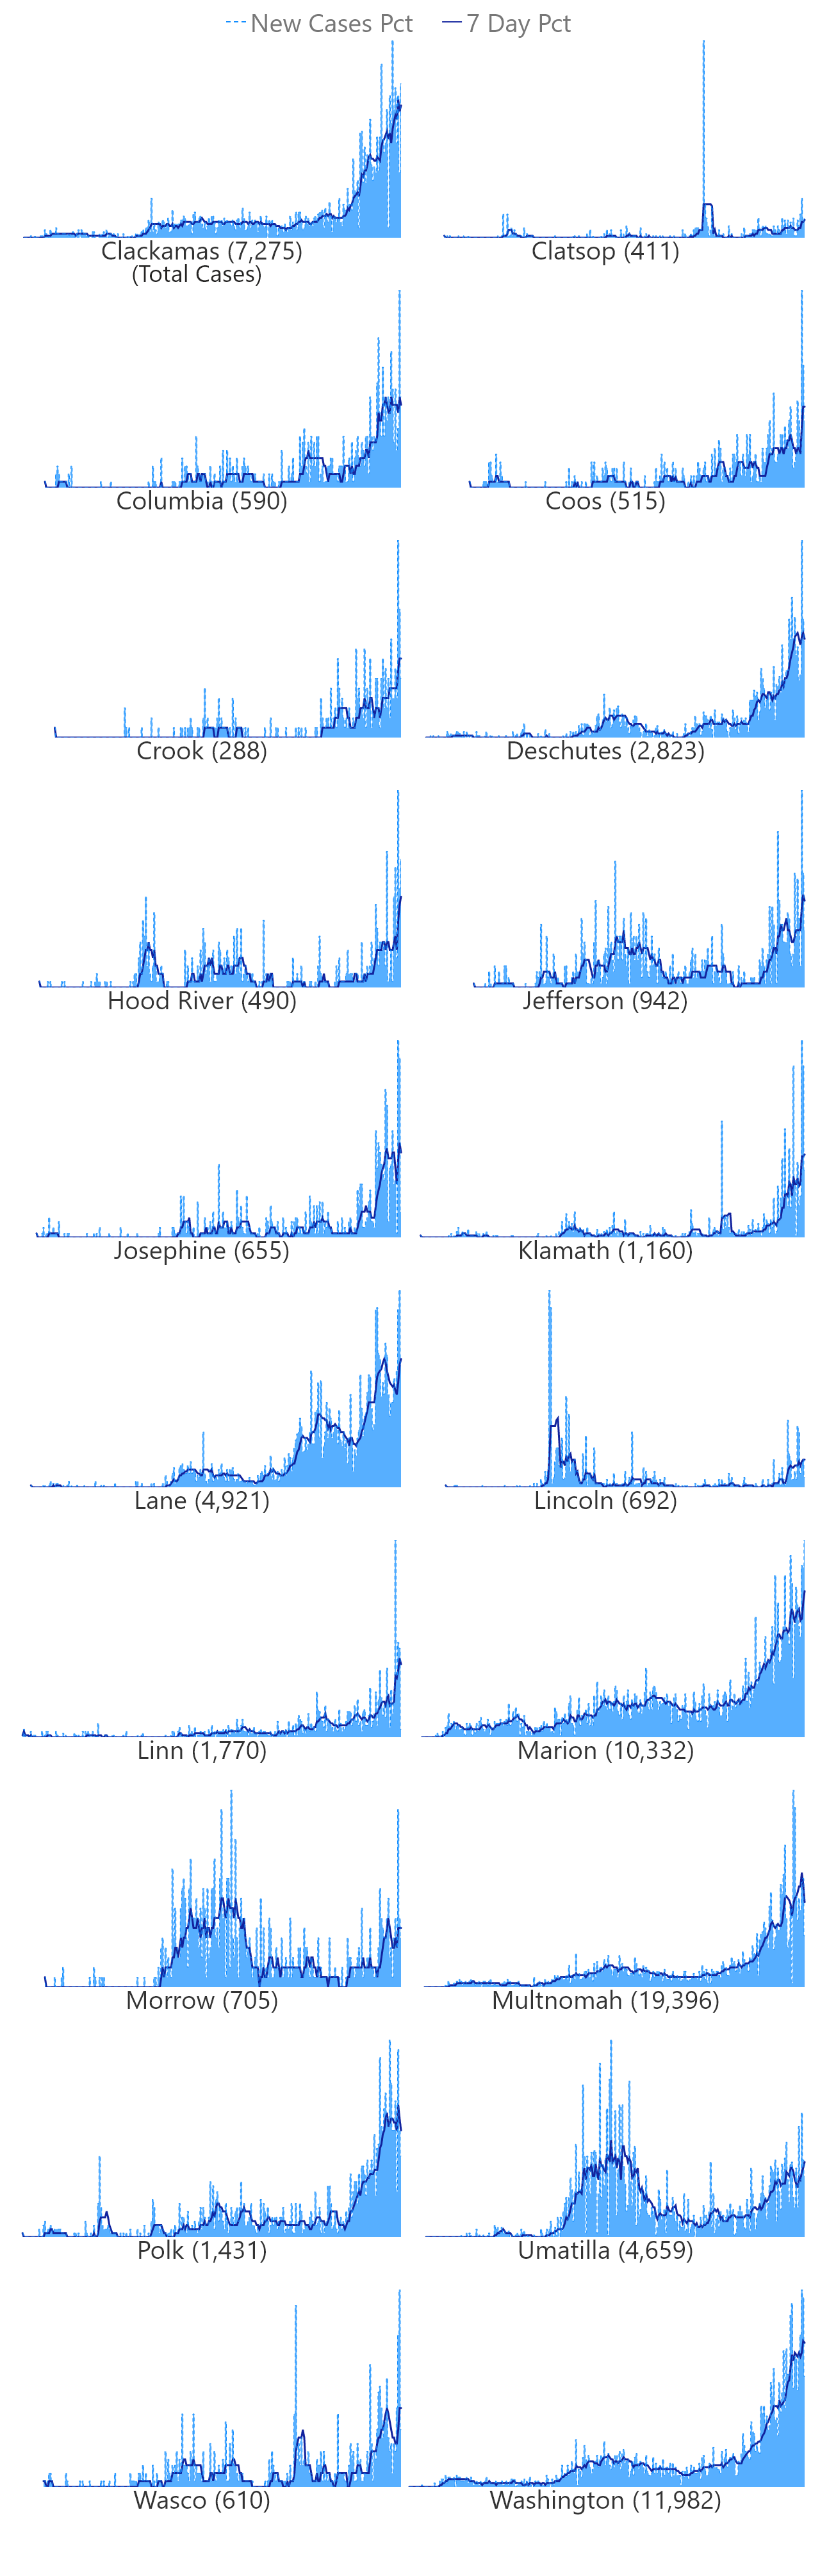 New Cases Pct 7 Day Pct
Clackamas (7,275) Clatsop (411)
(Total Cases)
Columbia (590) Coos (515)
Crook (288) Deschutes (2,823)
Hood River (490) Jefferson (942)
Josephine (655) Klamath (1,160)
Lane (4,921) Lincoln (692)
Linn (1,770) Marion (10,332)
Morrow (705) Multnomah (19,396)
Polk (1,431) Umatilla (4,659)
Wasco (610) Washington (11,982)